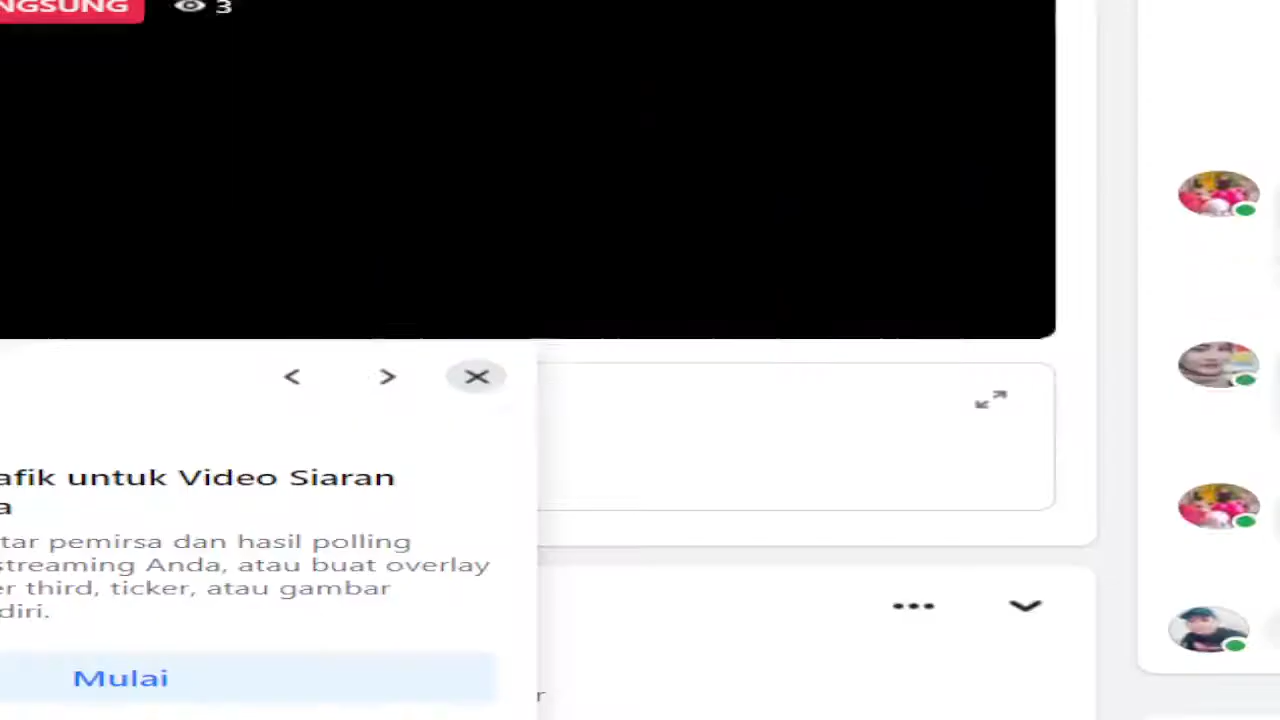 NGSUNG 3
afik untuk Video Siaran
a
tar pemirsa dan hasil polling
streaming Anda, atau buat overlay
er third, ticker, atau gambar
diri.
Mulai
r